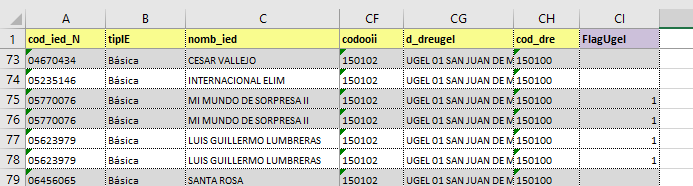 A B C CF CG CH CI
1 cod_ied_N tipIE nomb_ied codooii d_dreugel cod_dre FlagUgel
73 04670434 Básica CESAR VALLEJO 150102 UGEL 01 SAN JUAN DE M 150100
74 05235146 Básica INTERNACIONAL ELIM 150102 UGEL 01 SAN JUAN DE M 150100
75 05770076 Básica MI MUNDO DE SORPRESA II 150102 UGEL 01 SAN JUAN DE M 150100 1
76 05770076 Básica MI MUNDO DE SORPRESA II 150102 UGEL 01 SAN JUAN DE M 150100 1
77 05623979 Básica LUIS GUILLERMO LUMBRERAS 150102 UGEL 01 SAN JUAN DE M 150100 1
78 05623979 Básica LUIS GUILLERMO LUMBRERAS 150102 UGEL 01 SAN JUAN DE M 150100 1
79 06456065 Básica SANTA ROSA 150102 UGEL 01 SAN JUAN DE M 150100